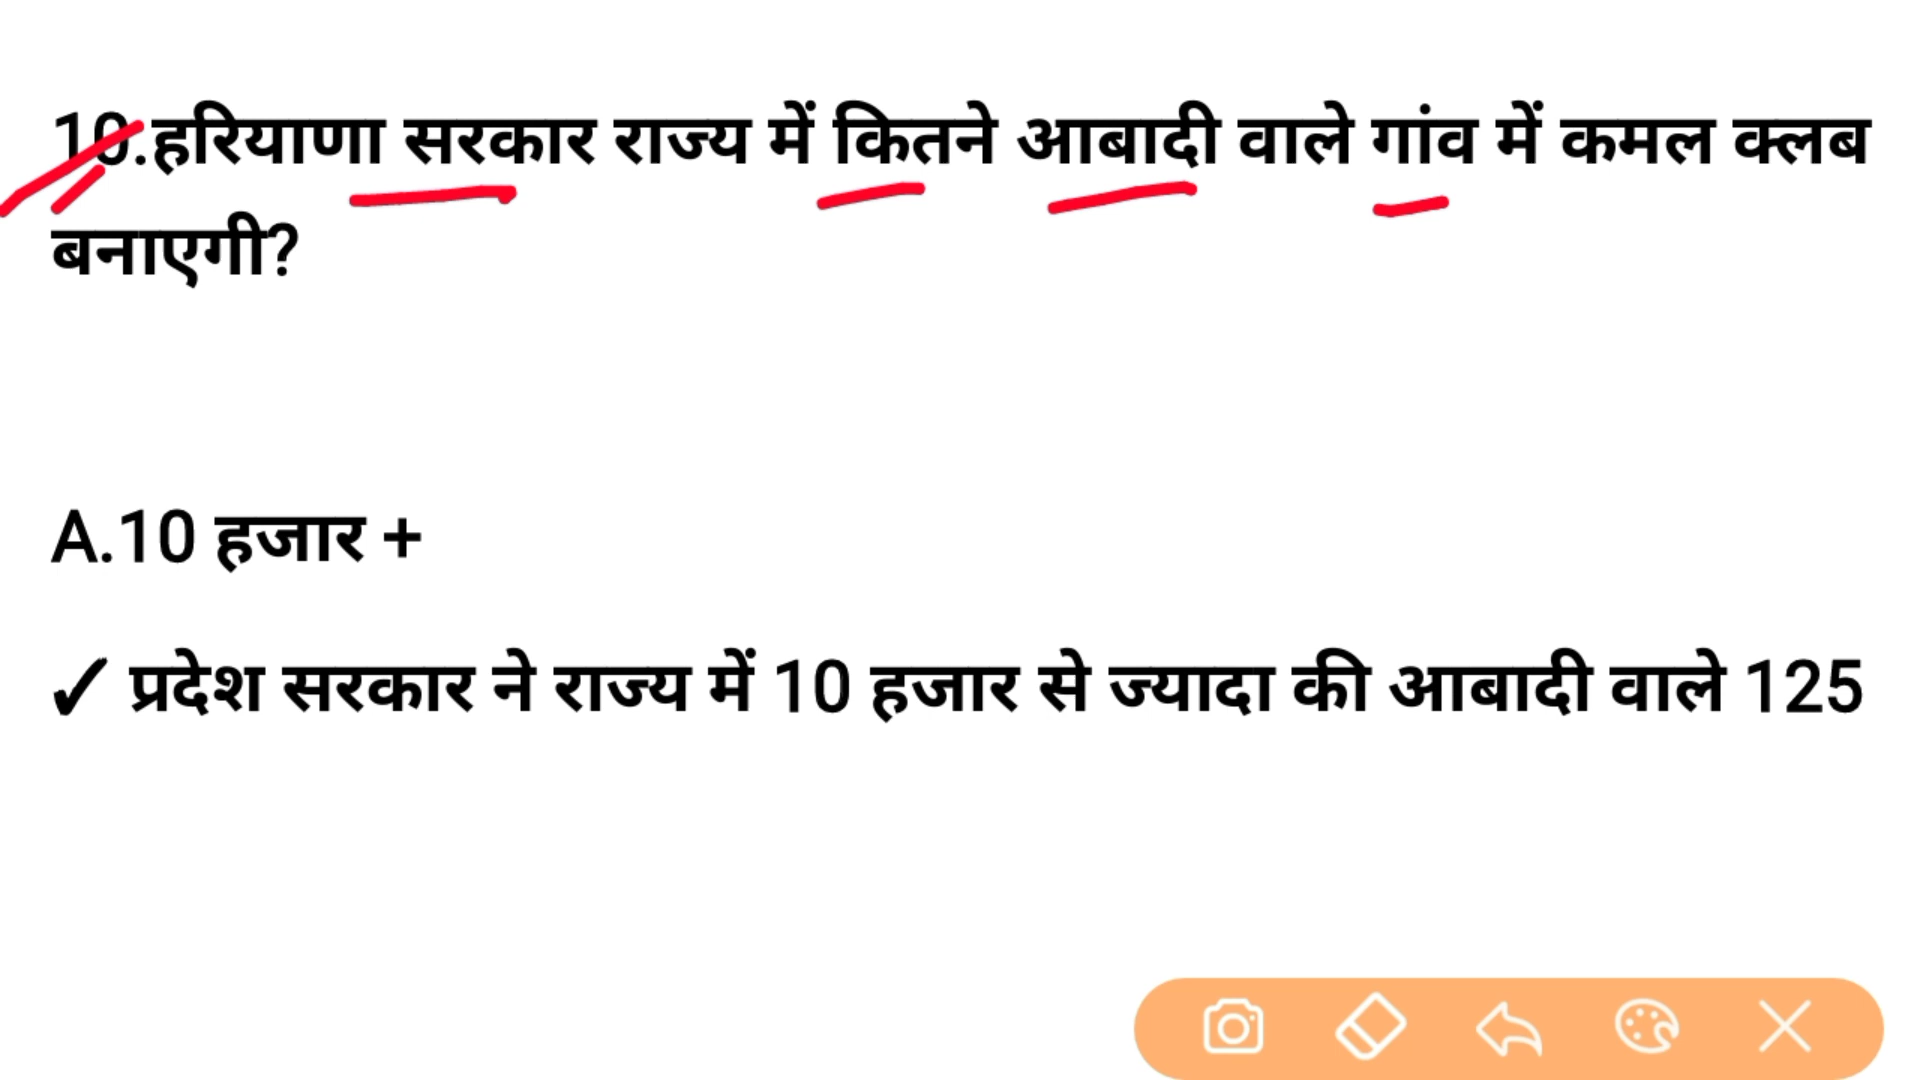 10.हरियाणा सरकार राज्य में कितने आबादी वाले गांव में कमल क्लब
बनाएगी?
A.10 हजार +
✓ प्रदेश सरकार ने राज्य में 10 हजार से ज्यादा की आबादी वाले 125